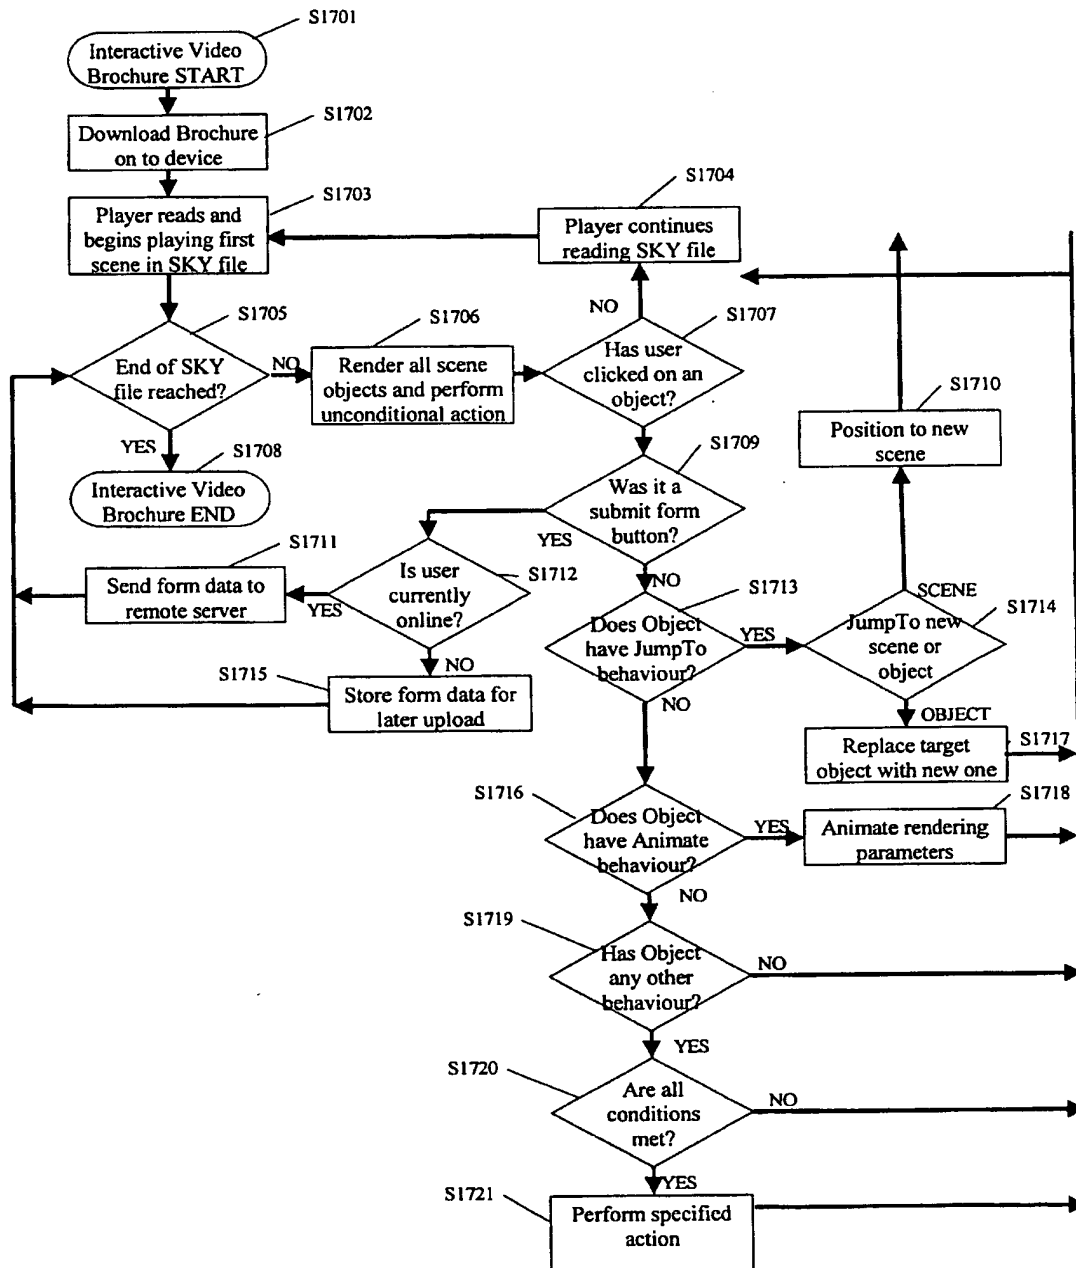 S1701
Interactive Video
Brochure START
S1702
Download Brochure
on to device
S1703
Player reads and
begins playing first
scene in SKY file
S1704
Player continues
reading SKY file
S1705
End of SKY
file reached?
NO
YES
S1706
Render all scene
objects and perform
unconditional action
NO
S1707
Has user
clicked on an
object?
S1708
Interactive Video
Brochure END
S1709
Was it a
submit form
button?
YES
NO
S1710
Position to new
scene
S1711
Send form data to
remote server
S1712
Is user
currently
online?
YES
NO
S1713
Does Object
have JumpTo
behaviour?
YES
NO
SCENE
S1714
JumpTo new
scene or
object
OBJECT
S1715
Store form data for
later upload
S1717
Replace target
object with new one
S1716
Does Object
have Animate
behaviour?
YES
NO
S1718
Animate rendering
parameters
S1719
Has Object
any other
behaviour?
NO
YES
S1720
Are all
conditions
met?
NO
YES
S1721
Perform specified
action